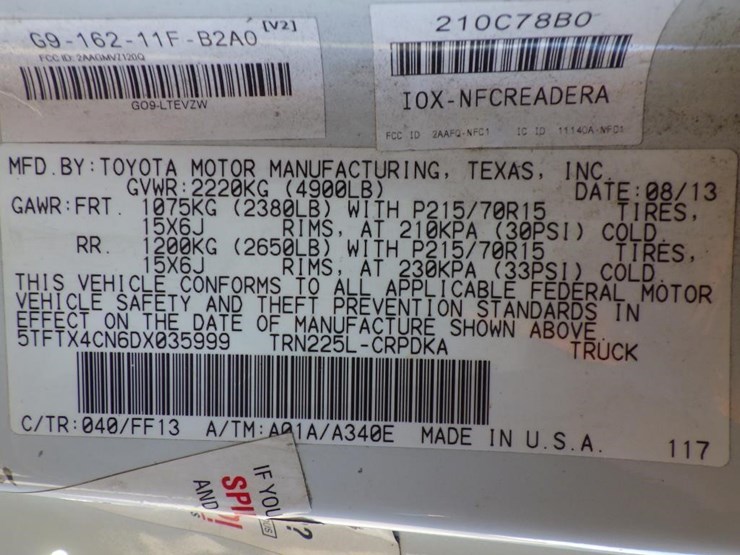 G9-162-11F-B2A0 [V2]
FCC ID: 2AAGMVZ120Q
GO9-LTEVZW
210C78B0
IOX-NFCREADERA
FCC ID 2AAFQ-NFC1 IC ID 11140A-NFC1
MFD.BY:TOYOTA MOTOR MANUFACTURING, TEXAS, INC.
GVWR:2220KG (4900LB) DATE:08/13
GAWR:FRT. 1075KG (2380LB) WITH P215/70R15 TIRES,
15X6J RIMS, AT 210KPA (30PSI) COLD.
RR. 1200KG (2650LB) WITH P215/70R15 TIRES,
15X6J RIMS, AT 230KPA (33PSI) COLD.
THIS VEHICLE CONFORMS TO ALL APPLICABLE FEDERAL MOTOR
VEHICLE SAFETY AND THEFT PREVENTION STANDARDS IN
EFFECT ON THE DATE OF MANUFACTURE SHOWN ABOVE.
5TFTX4CN6DX035999 TRN225L-CRPDKA TRUCK
C/TR:040/FF13 A/TM:A01A/A340E MADE IN U.S.A.
117
IF YOU
AND